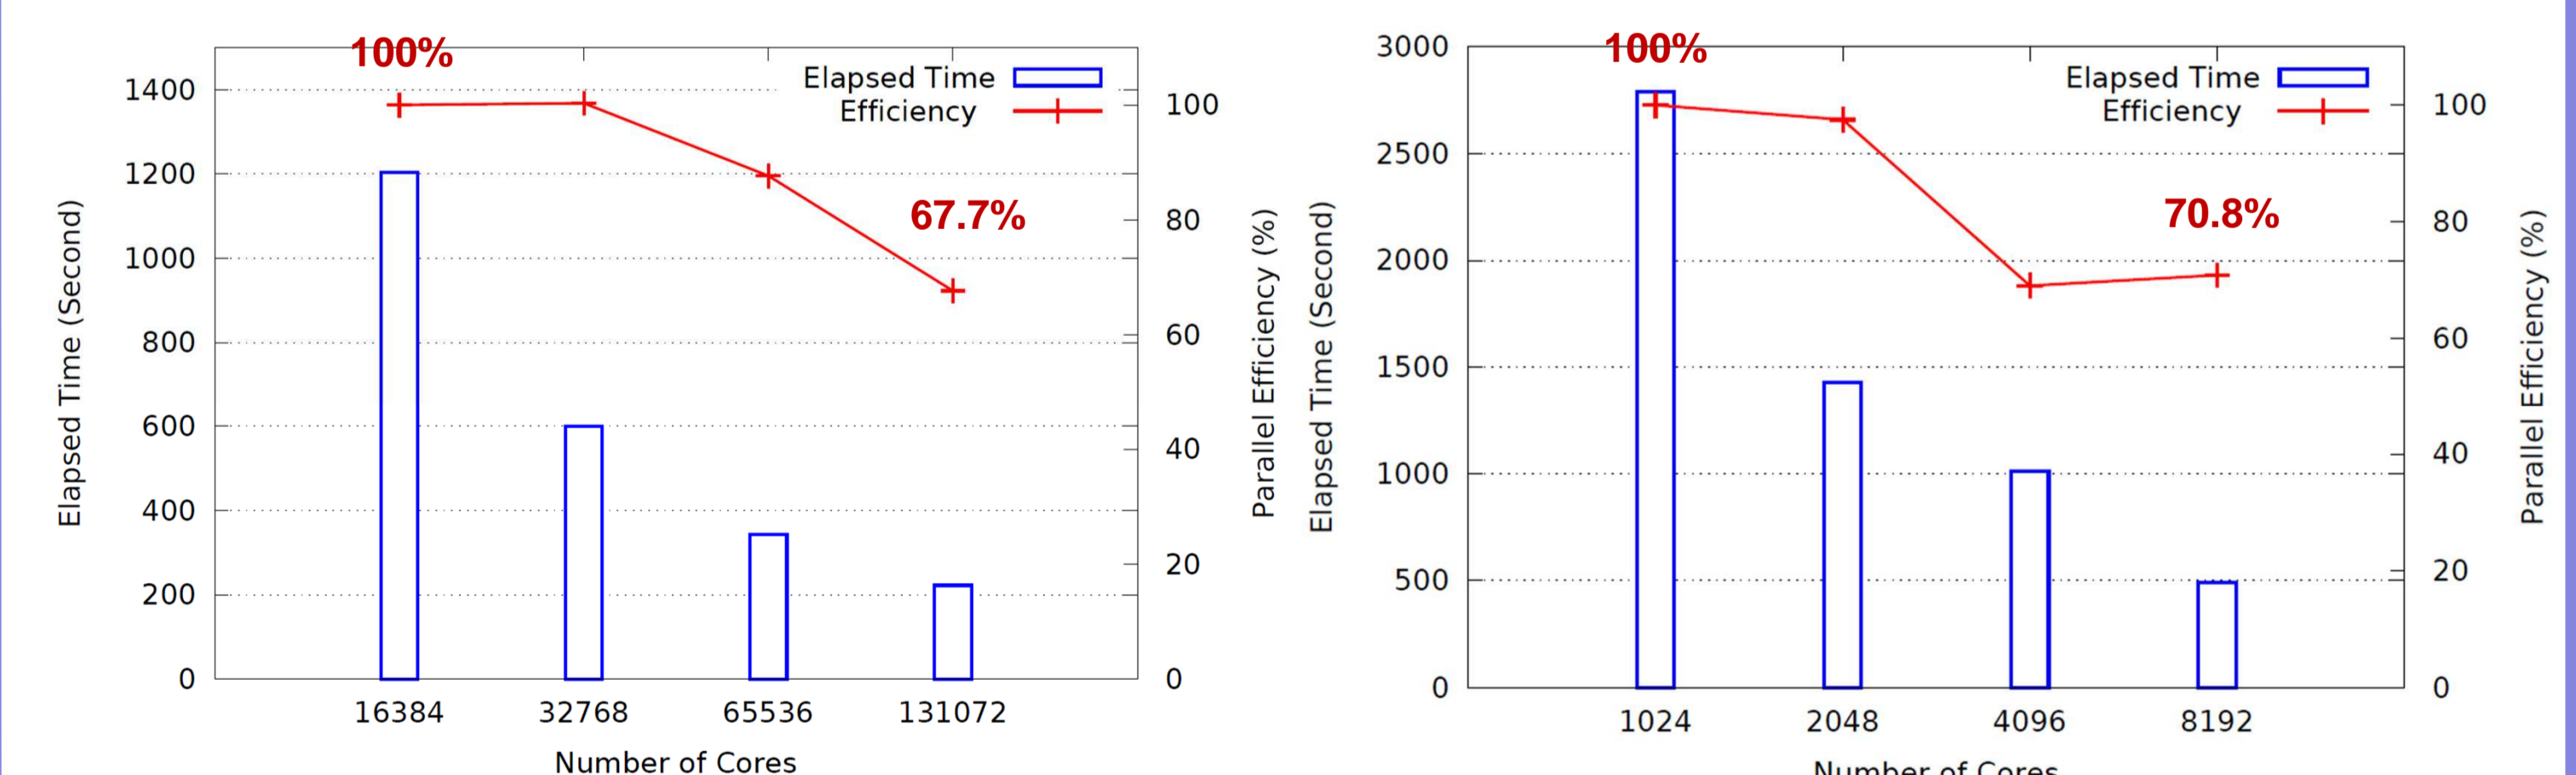 100%
Elapsed Time
Efficiency
67.7%
1400
1200
1000
800
600
400
200
0
100
80
60
40
20
0
Elapsed Time (Second)
Parallel Efficiency (%)
16384 32768 65536 131072
Number of Cores
100%
Elapsed Time
Efficiency
70.8%
3000
2500
2000
1500
1000
500
0
100
80
60
40
20
0
Elapsed Time (Second)
Parallel Efficiency (%)
1024 2048 4096 8192
Number of Cores